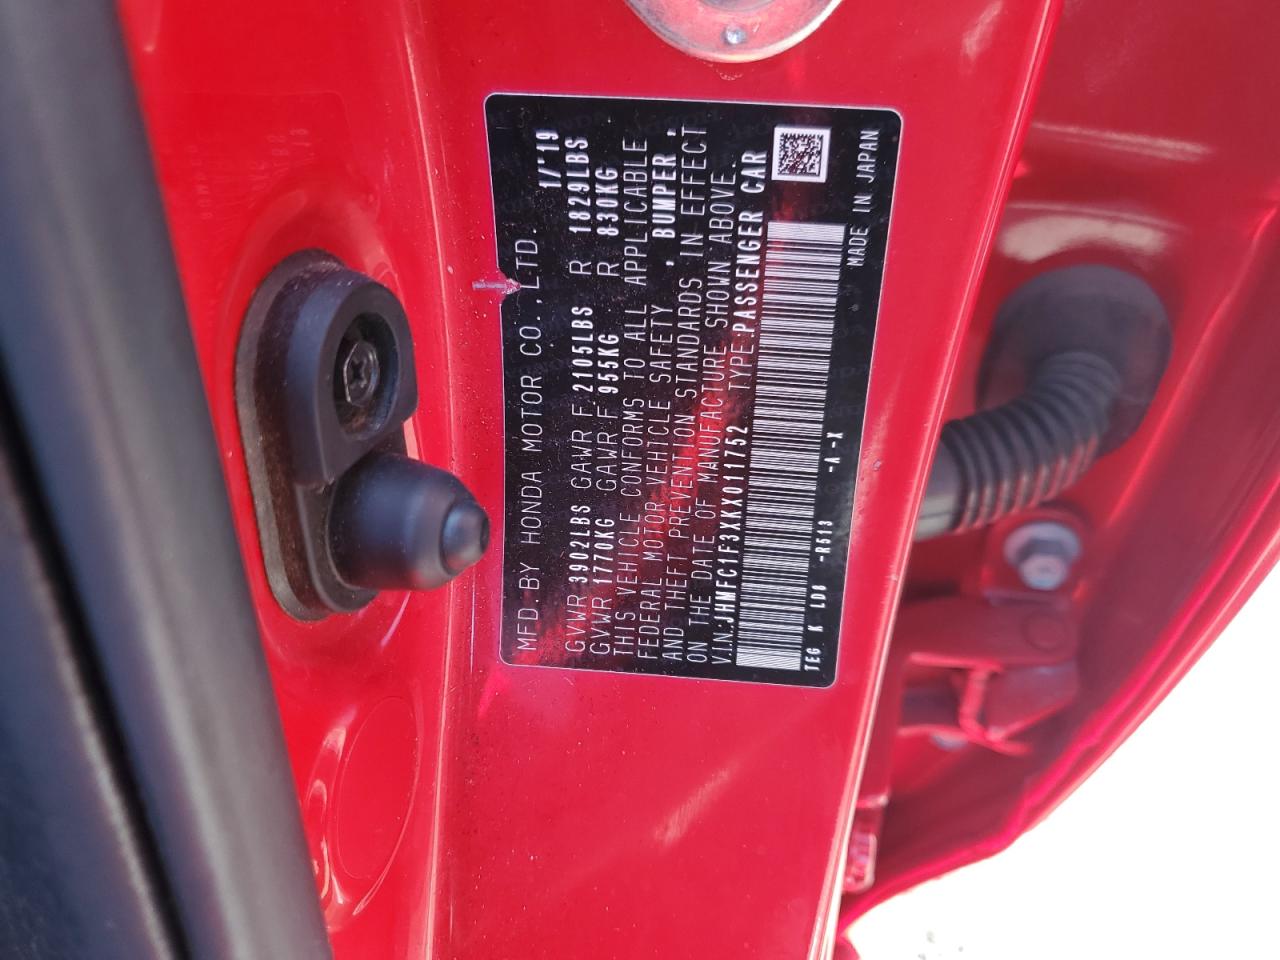 MFD. BY HONDA MOTOR CO.,LTD. 1/'19
GVWR 3902LBS GAWR F 2105LBS R 1829LBS
GVWR 1770KG GAWR F 955KG R 830KG
THIS VEHICLE CONFORMS TO ALL APPLICABLE
FEDERAL MOTOR VEHICLE SAFETY , BUMPER ,
AND THEFT PREVENTION STANDARDS IN EFFECT
ON THE DATE OF MANUFACTURE SHOWN ABOVE.
V.I.N.:JHMFC1F3XKX011752 TYPE:PASSENGER CAR
TEG K LD8 -R513 -A -X MADE IN JAPAN